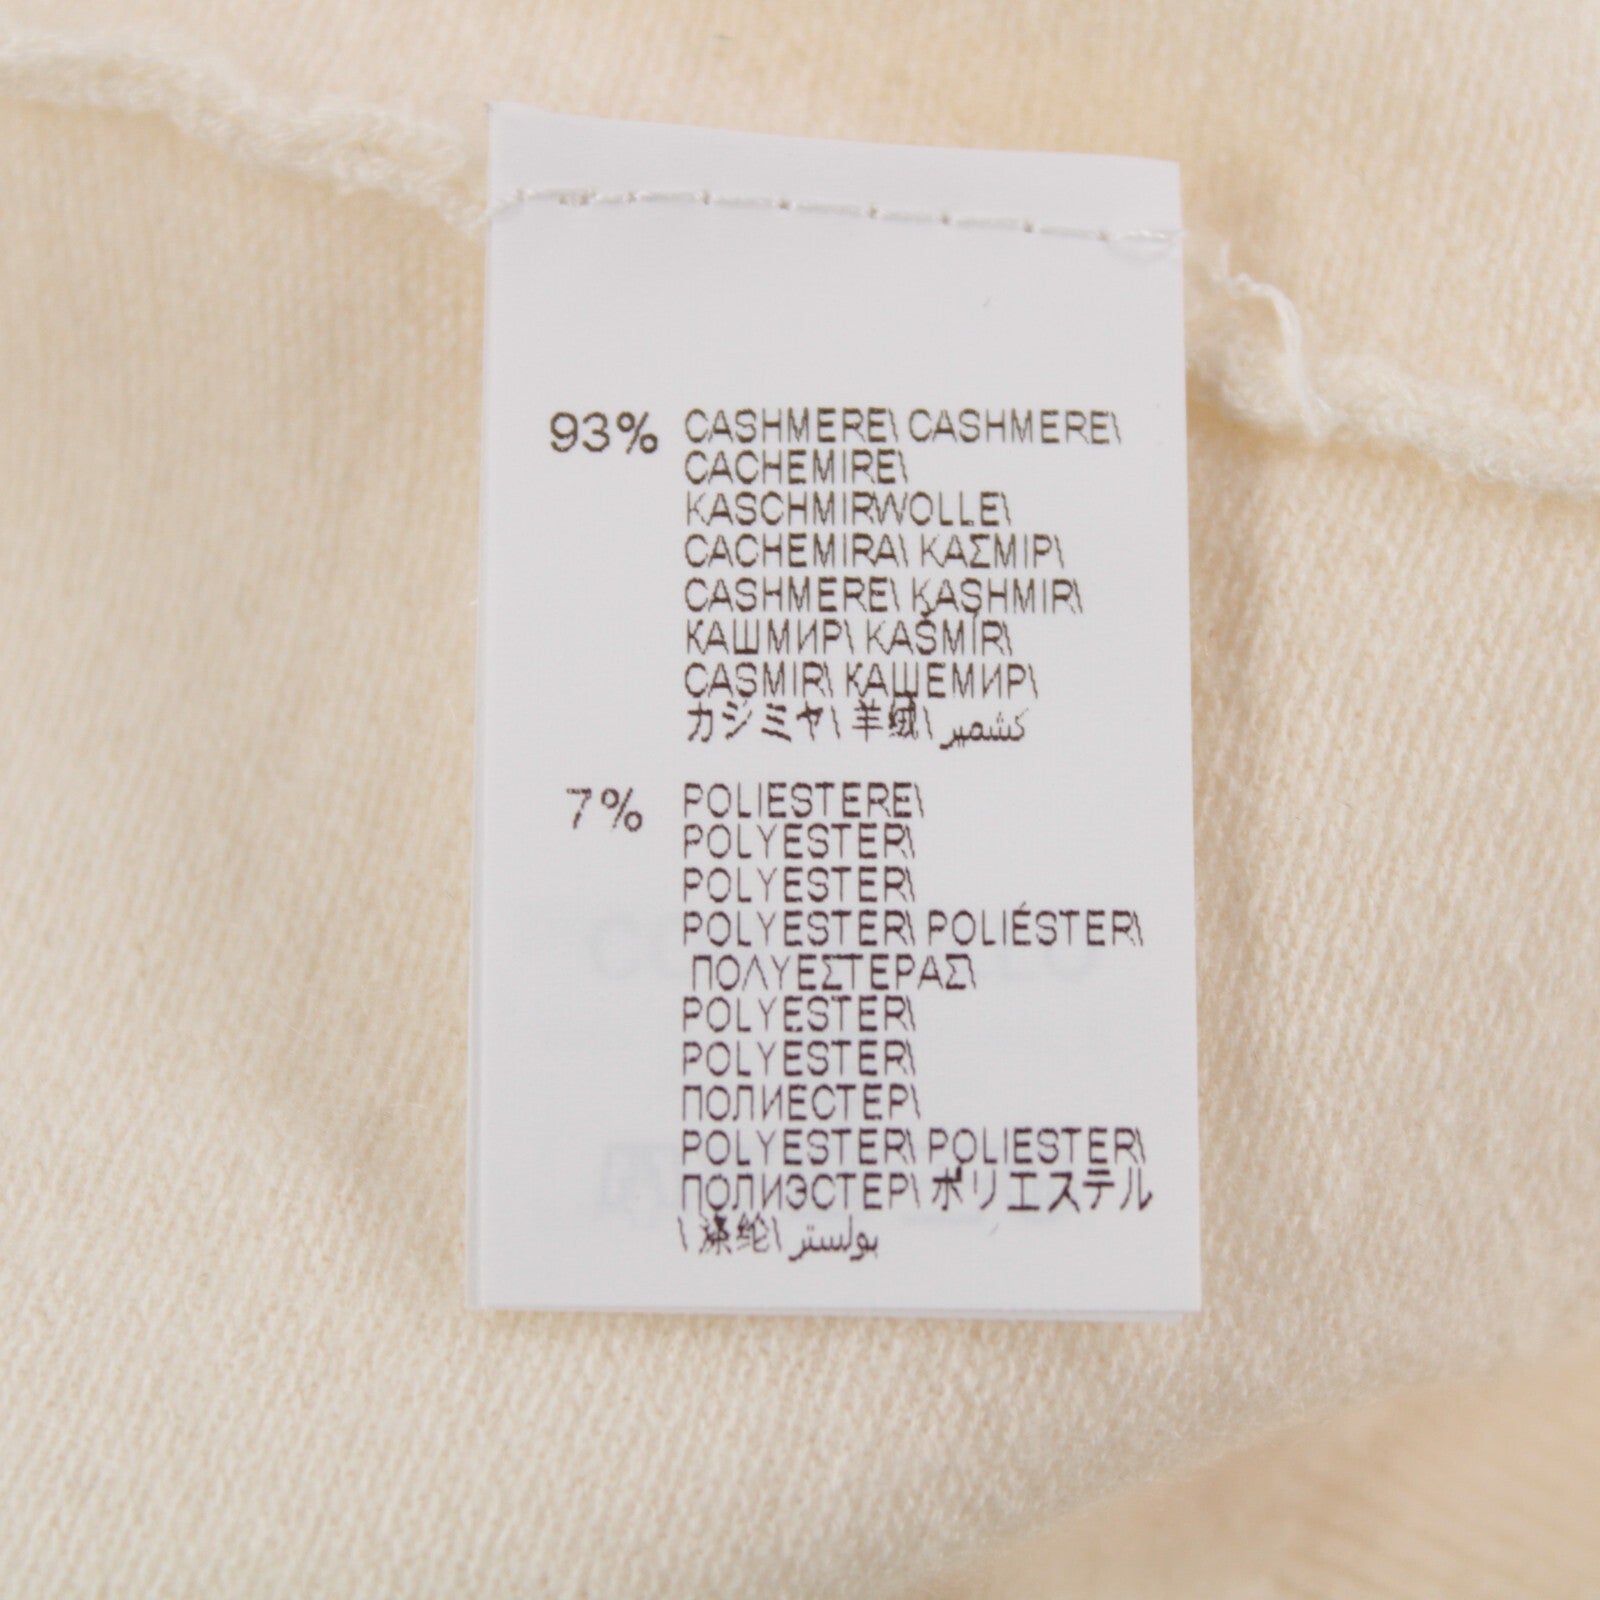 93% CASHMERE\ CASHMERE\
CACHEMIRE\
KASCHMIRWOLLE\
CACHEMIRA\ ΚΑΣΜΙΡ\
CASHMERE\ KAŞHMIR\
КАШМИР\ KAŠMÍR\
CASMIR\ КАШЕМИР\
カシミヤ\ 羊绒\ كشمير
7% POLIESTERE\
POLYESTER\
POLYESTER\
POLYESTER\ POLIÉSTER\
ΠΟΛΥΕΣΤΕΡΑΣ\
POLYESTER\
POLYESTER\
ПОЛИЕСТЕР\
POLYESTER\ POLIESTER\
ПОЛИЭСТЕР\ ポリエステル
\ 涤纶\ بولستر